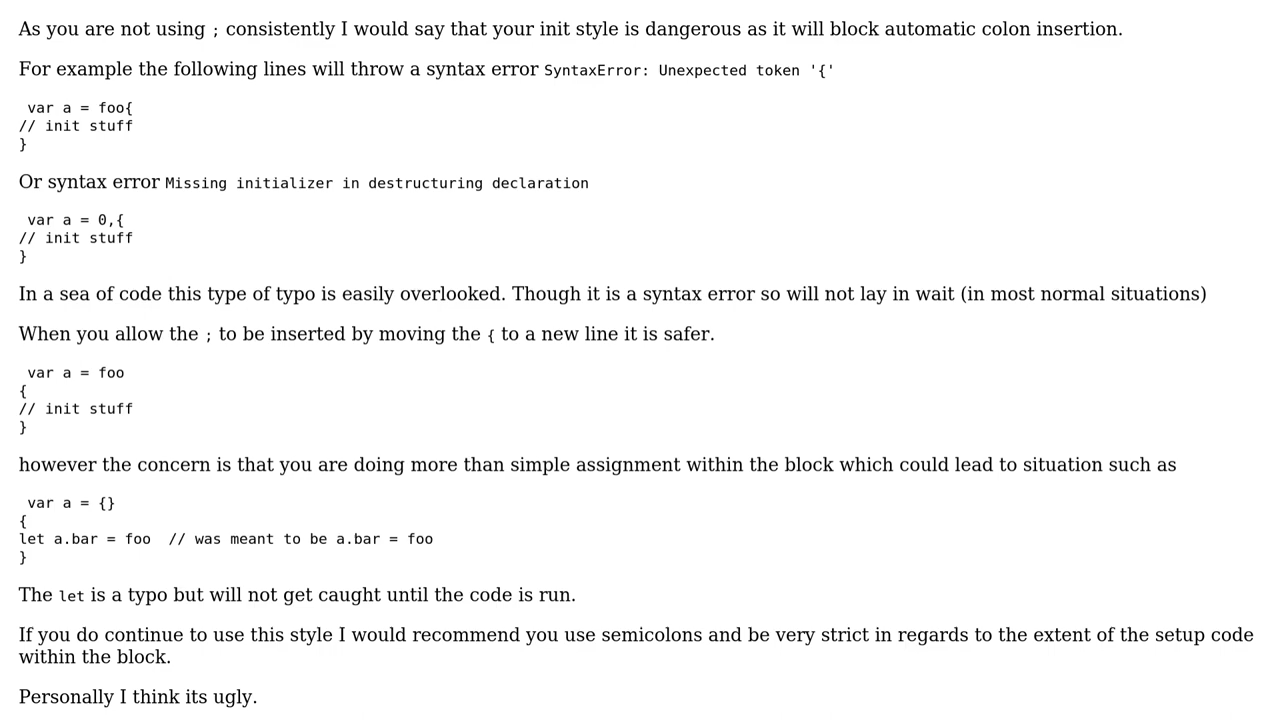 As you are not using ; consistently I would say that your init style is dangerous as it will block automatic colon insertion.
For example the following lines will throw a syntax error SyntaxError: Unexpected token '{'
var a = foo{
// init stuff
}
Or syntax error Missing initializer in destructuring declaration
var a = 0,{
// init stuff
}
In a sea of code this type of typo is easily overlooked. Though it is a syntax error so will not lay in wait (in most normal situations)
When you allow the ; to be inserted by moving the { to a new line it is safer.
var a = foo
{
// init stuff
}
however the concern is that you are doing more than simple assignment within the block which could lead to situation such as
var a = {}
{
let a.bar = foo  // was meant to be a.bar = foo
}
The let is a typo but will not get caught until the code is run.
If you do continue to use this style I would recommend you use semicolons and be very strict in regards to the extent of the setup code
within the block.
Personally I think its ugly.